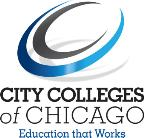 CITY COLLEGES
of CHICAGO
Education that Works